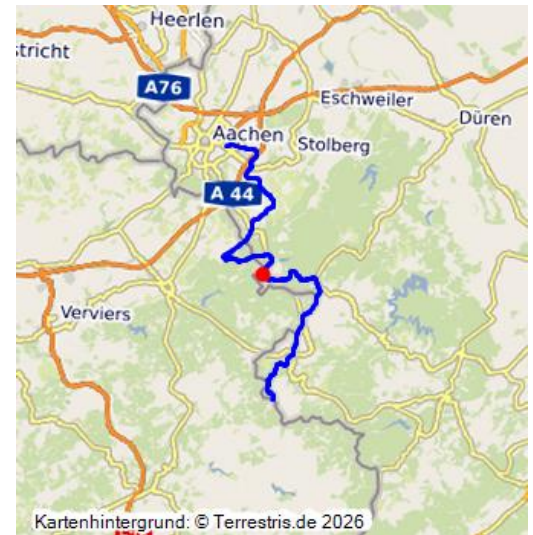 Heerlen
stricht
A76
Eschweiler
Düren
Aachen
Stolberg
A 44
Verviers
Kartenhintergrund: © Terrestris.de 2026